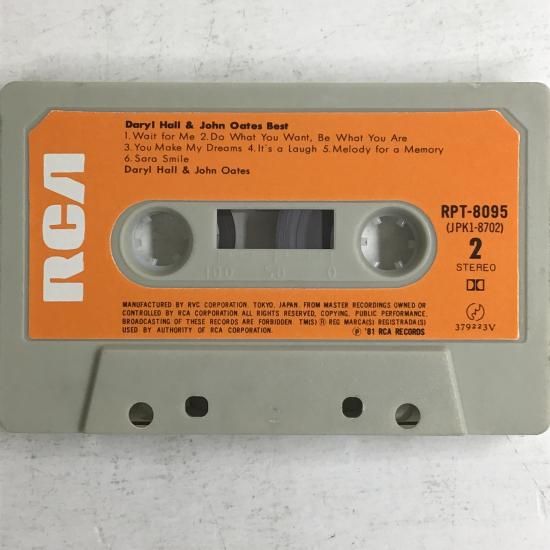 Daryl Hall & John Oates Best
1.Wait for Me 2.Do What You Want, Be What You Are
3.You Make My Dreams 4.It's a Laugh 5.Melody for a Memory
6.Sara Smile
Daryl Hall & John Oates
RCA
RPT-8095
(JPK1-8702)
2
STEREO
100 50 0
MANUFACTURED BY RVC CORPORATION, TOKYO, JAPAN. FROM MASTER RECORDINGS OWNED OR
CONTROLLED BY RCA CORPORATION. ALL RIGHTS RESERVED, COPYING, PUBLIC PERFORMANCE,
BROADCASTING OF THESE RECORDS ARE FORBIDDEN. TM(S) ® REG MARCA(S) REGISTRADA(S)
USED BY AUTHORITY OF RCA CORPORATION.
℗ '81 RCA RECORDS
379223V